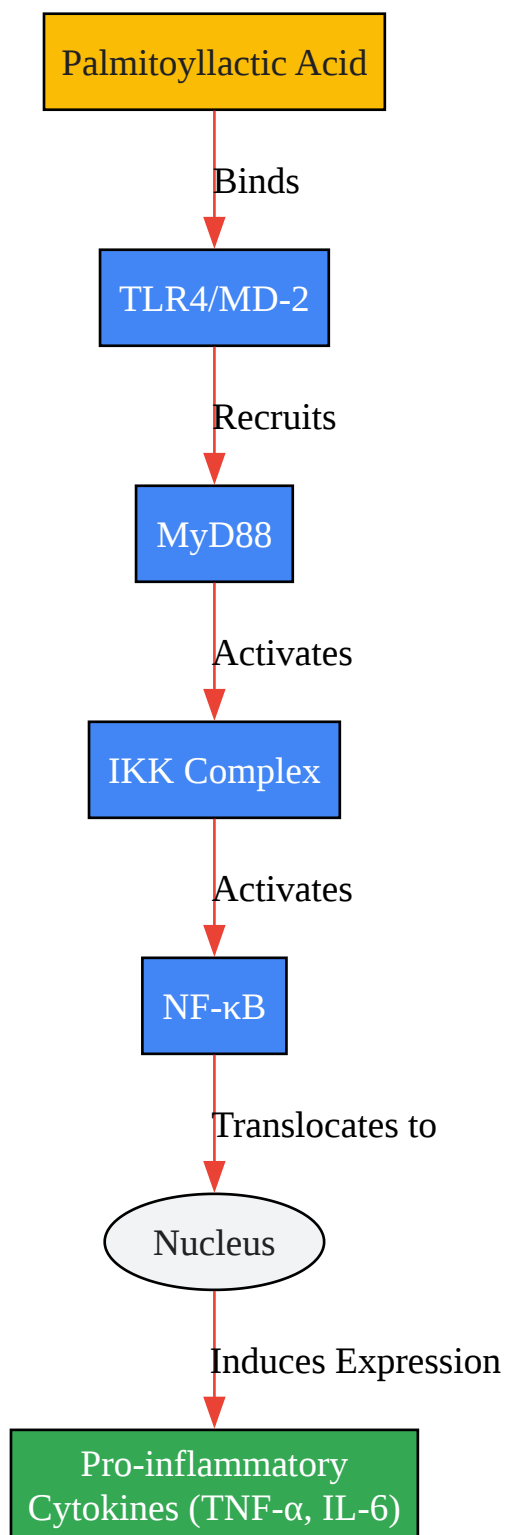 Palmitoyllactic Acid
Binds
TLR4/MD-2
Recruits
MyD88
Activates
IKK Complex
Activates
NF-κB
Translocates to
Nucleus
Induces Expression
Pro-inflammatory
Cytokines (TNF-α, IL-6)